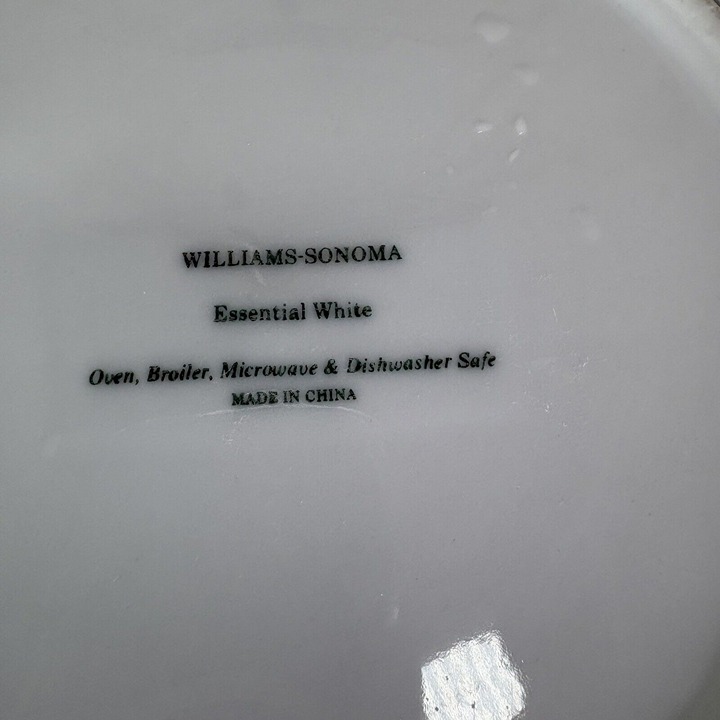 WILLIAMS-SONOMA
Essential White
Oven, Broiler, Microwave & Dishwasher Safe
MADE IN CHINA